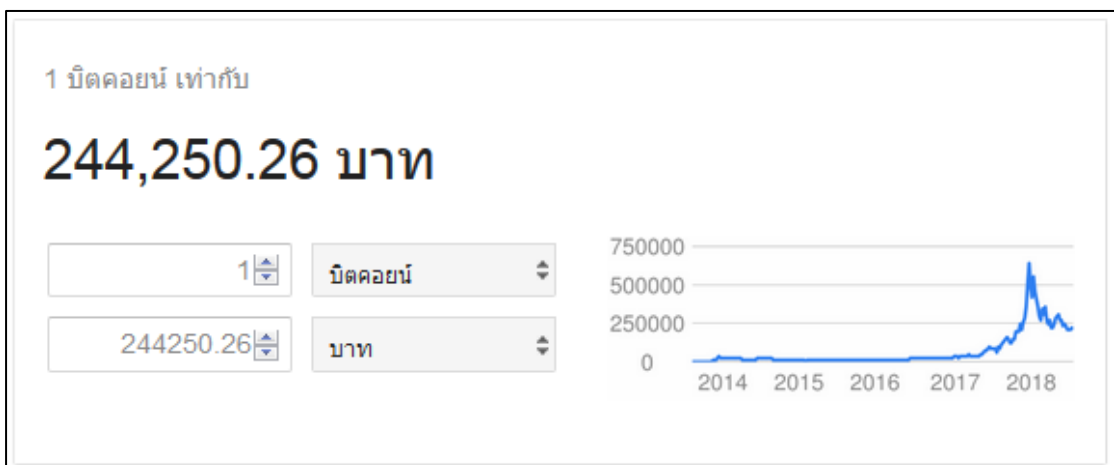 1 บิตคอยน์ เท่ากับ
244,250.26 บาท
1 บิตคอยน์
244250.26 บาท
750000
500000
250000
0
2014 2015 2016 2017 2018